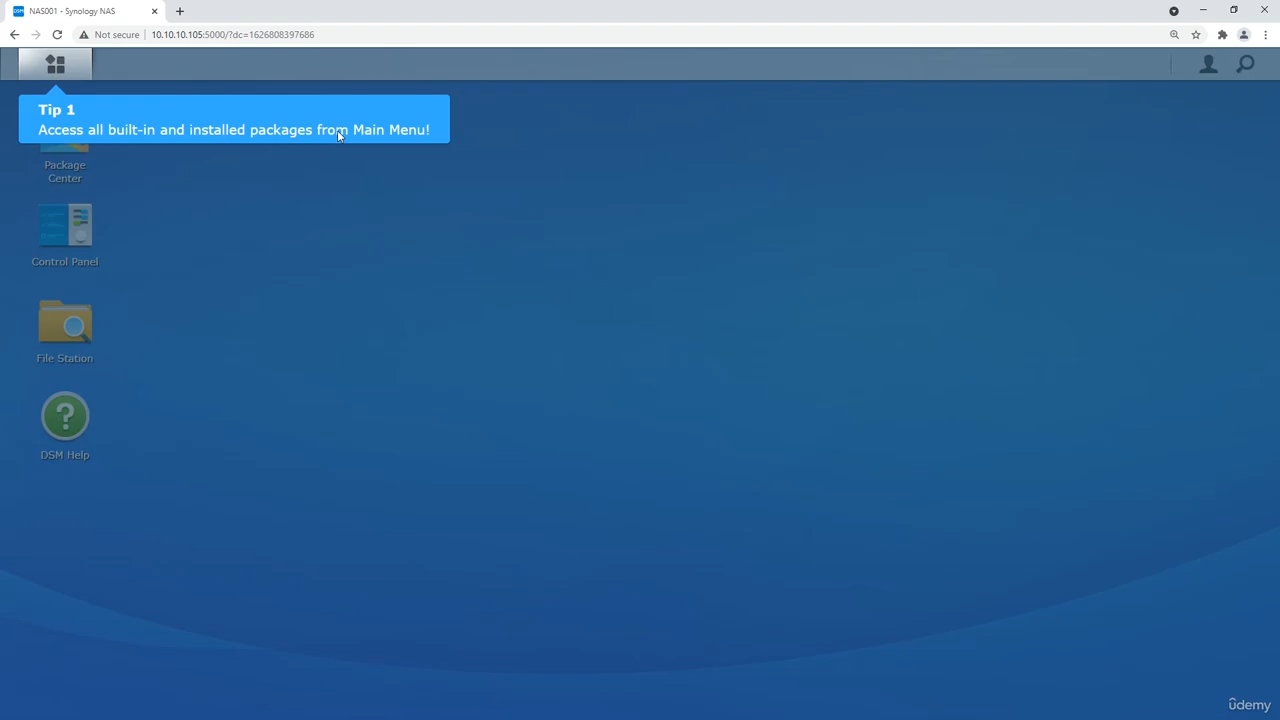 DSM
NAS001 - Synology NAS
Not secure
10.10.10.105:5000/?dc=1626808397686
Tip 1
Access all built-in and installed packages from Main Menu!
Package
Center
Control Panel
File Station
?
DSM Help
ûdemy